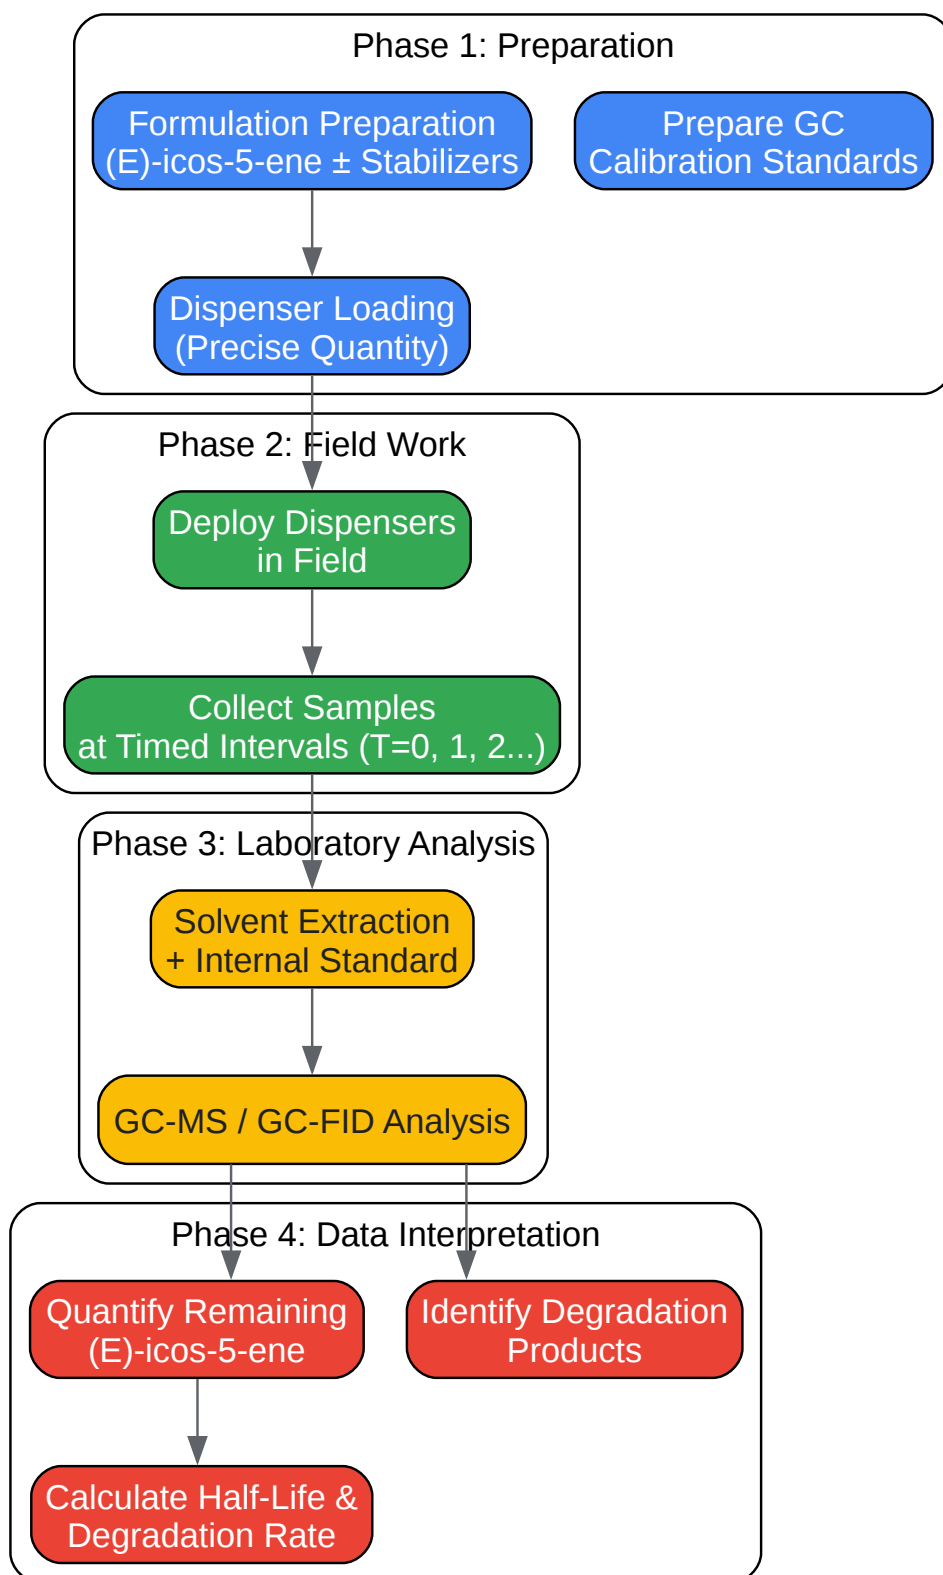 Phase 1: Preparation
Formulation Preparation
(E)-icos-5-ene ± Stabilizers
Prepare GC
Calibration Standards
Dispenser Loading
(Precise Quantity)
Phase 2: Field Work
Deploy Dispensers
in Field
Collect Samples
at Timed Intervals (T=0, 1, 2...)
Phase 3: Laboratory Analysis
Solvent Extraction
+ Internal Standard
GC-MS / GC-FID Analysis
Phase 4: Data Interpretation
Quantify Remaining
(E)-icos-5-ene
Identify Degradation
Products
Calculate Half-Life &
Degradation Rate